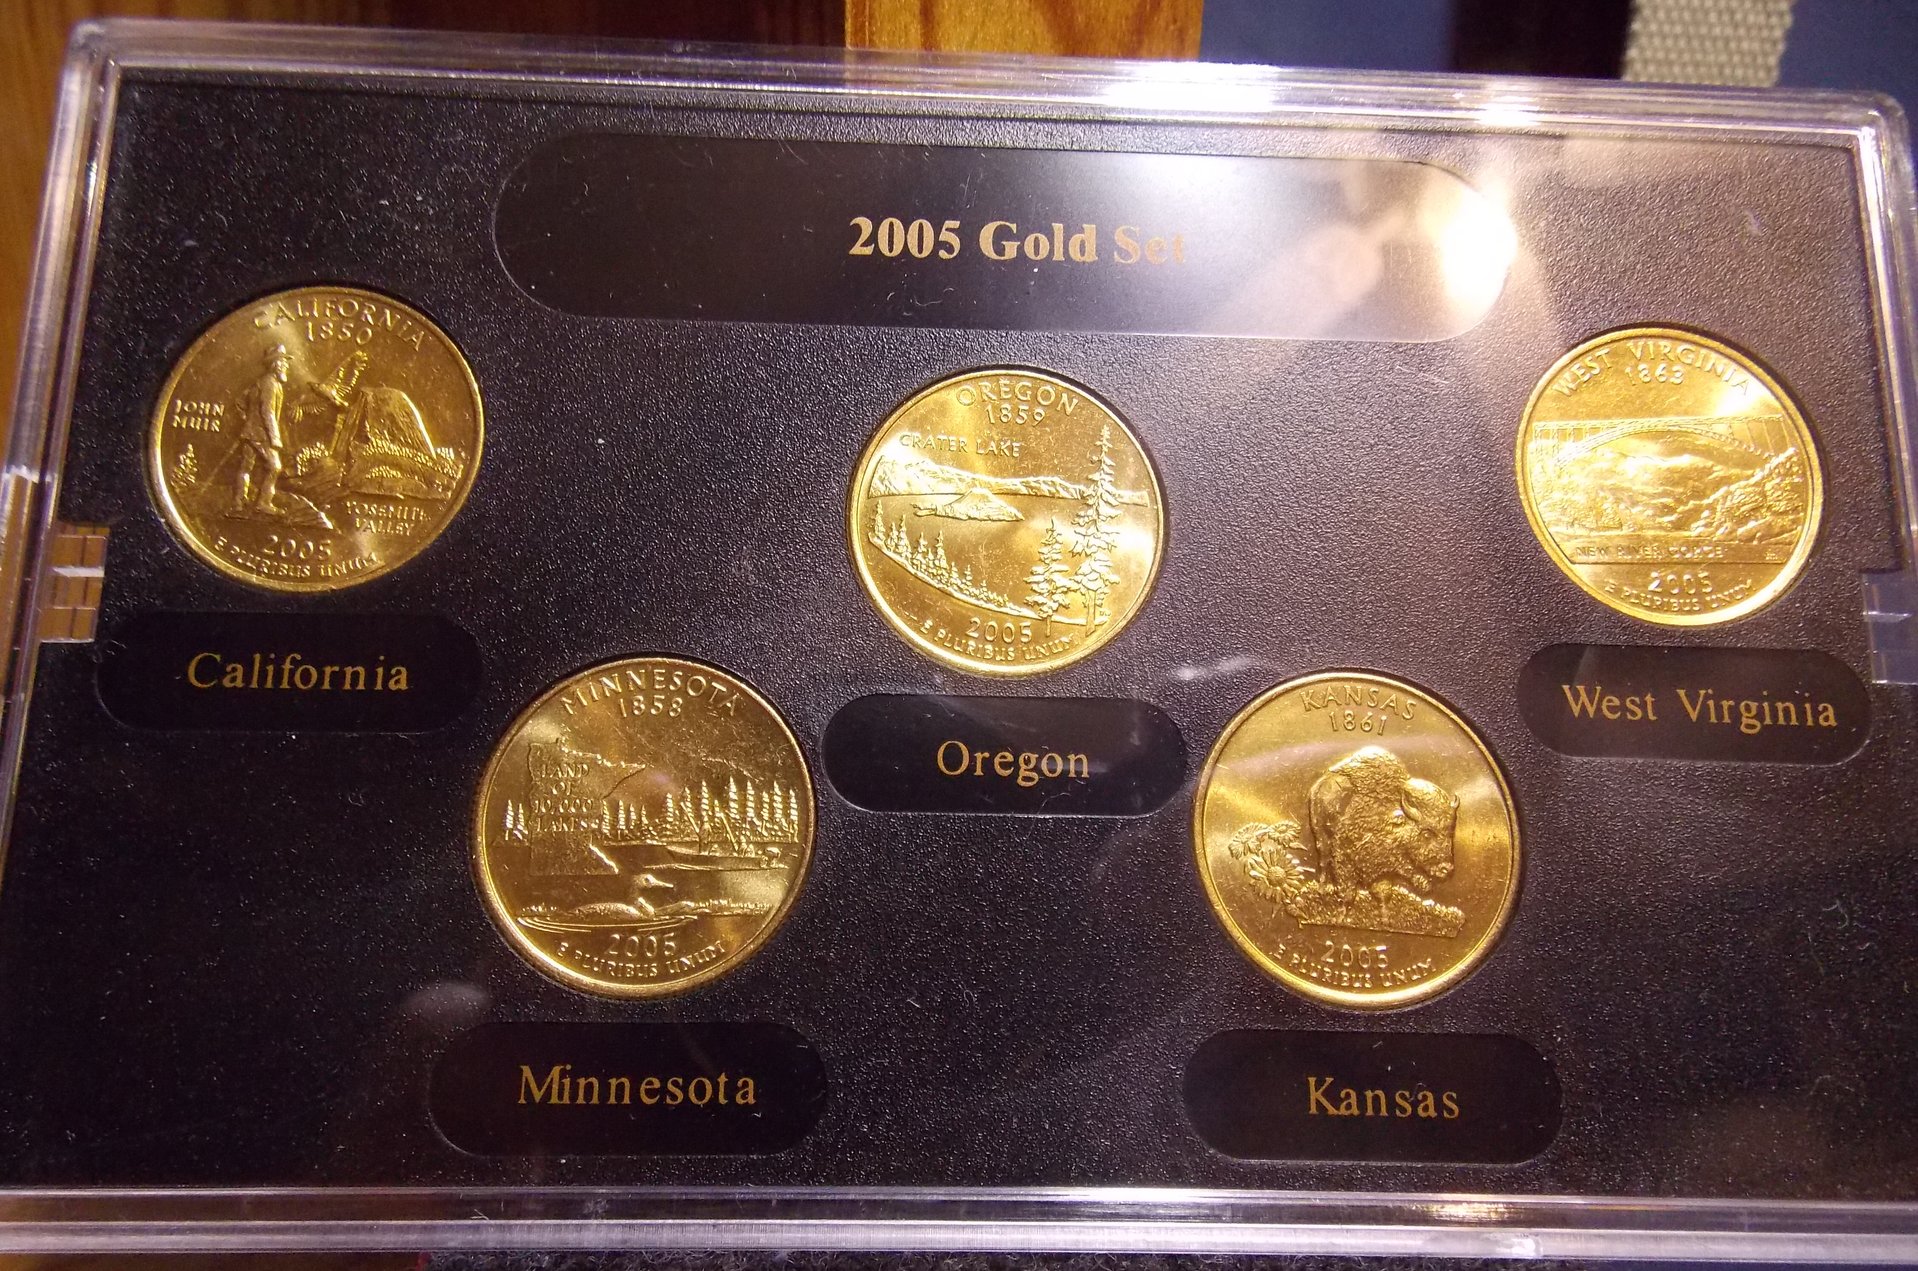 2005 Gold Set
CALIFORNIA
1850
JOHN
MUIR
YOSEMITE
VALLEY
2005
E PLURIBUS UNUM
California
MINNESOTA
1858
LAND
OF
10,000
LAKES
2005
E PLURIBUS UNUM
Minnesota
OREGON
1859
CRATER LAKE
2005
E PLURIBUS UNUM
Oregon
KANSAS
1861
2005
E PLURIBUS UNUM
Kansas
WEST VIRGINIA
1863
NEW RIVER GORGE
2005
E PLURIBUS UNUM
West Virginia